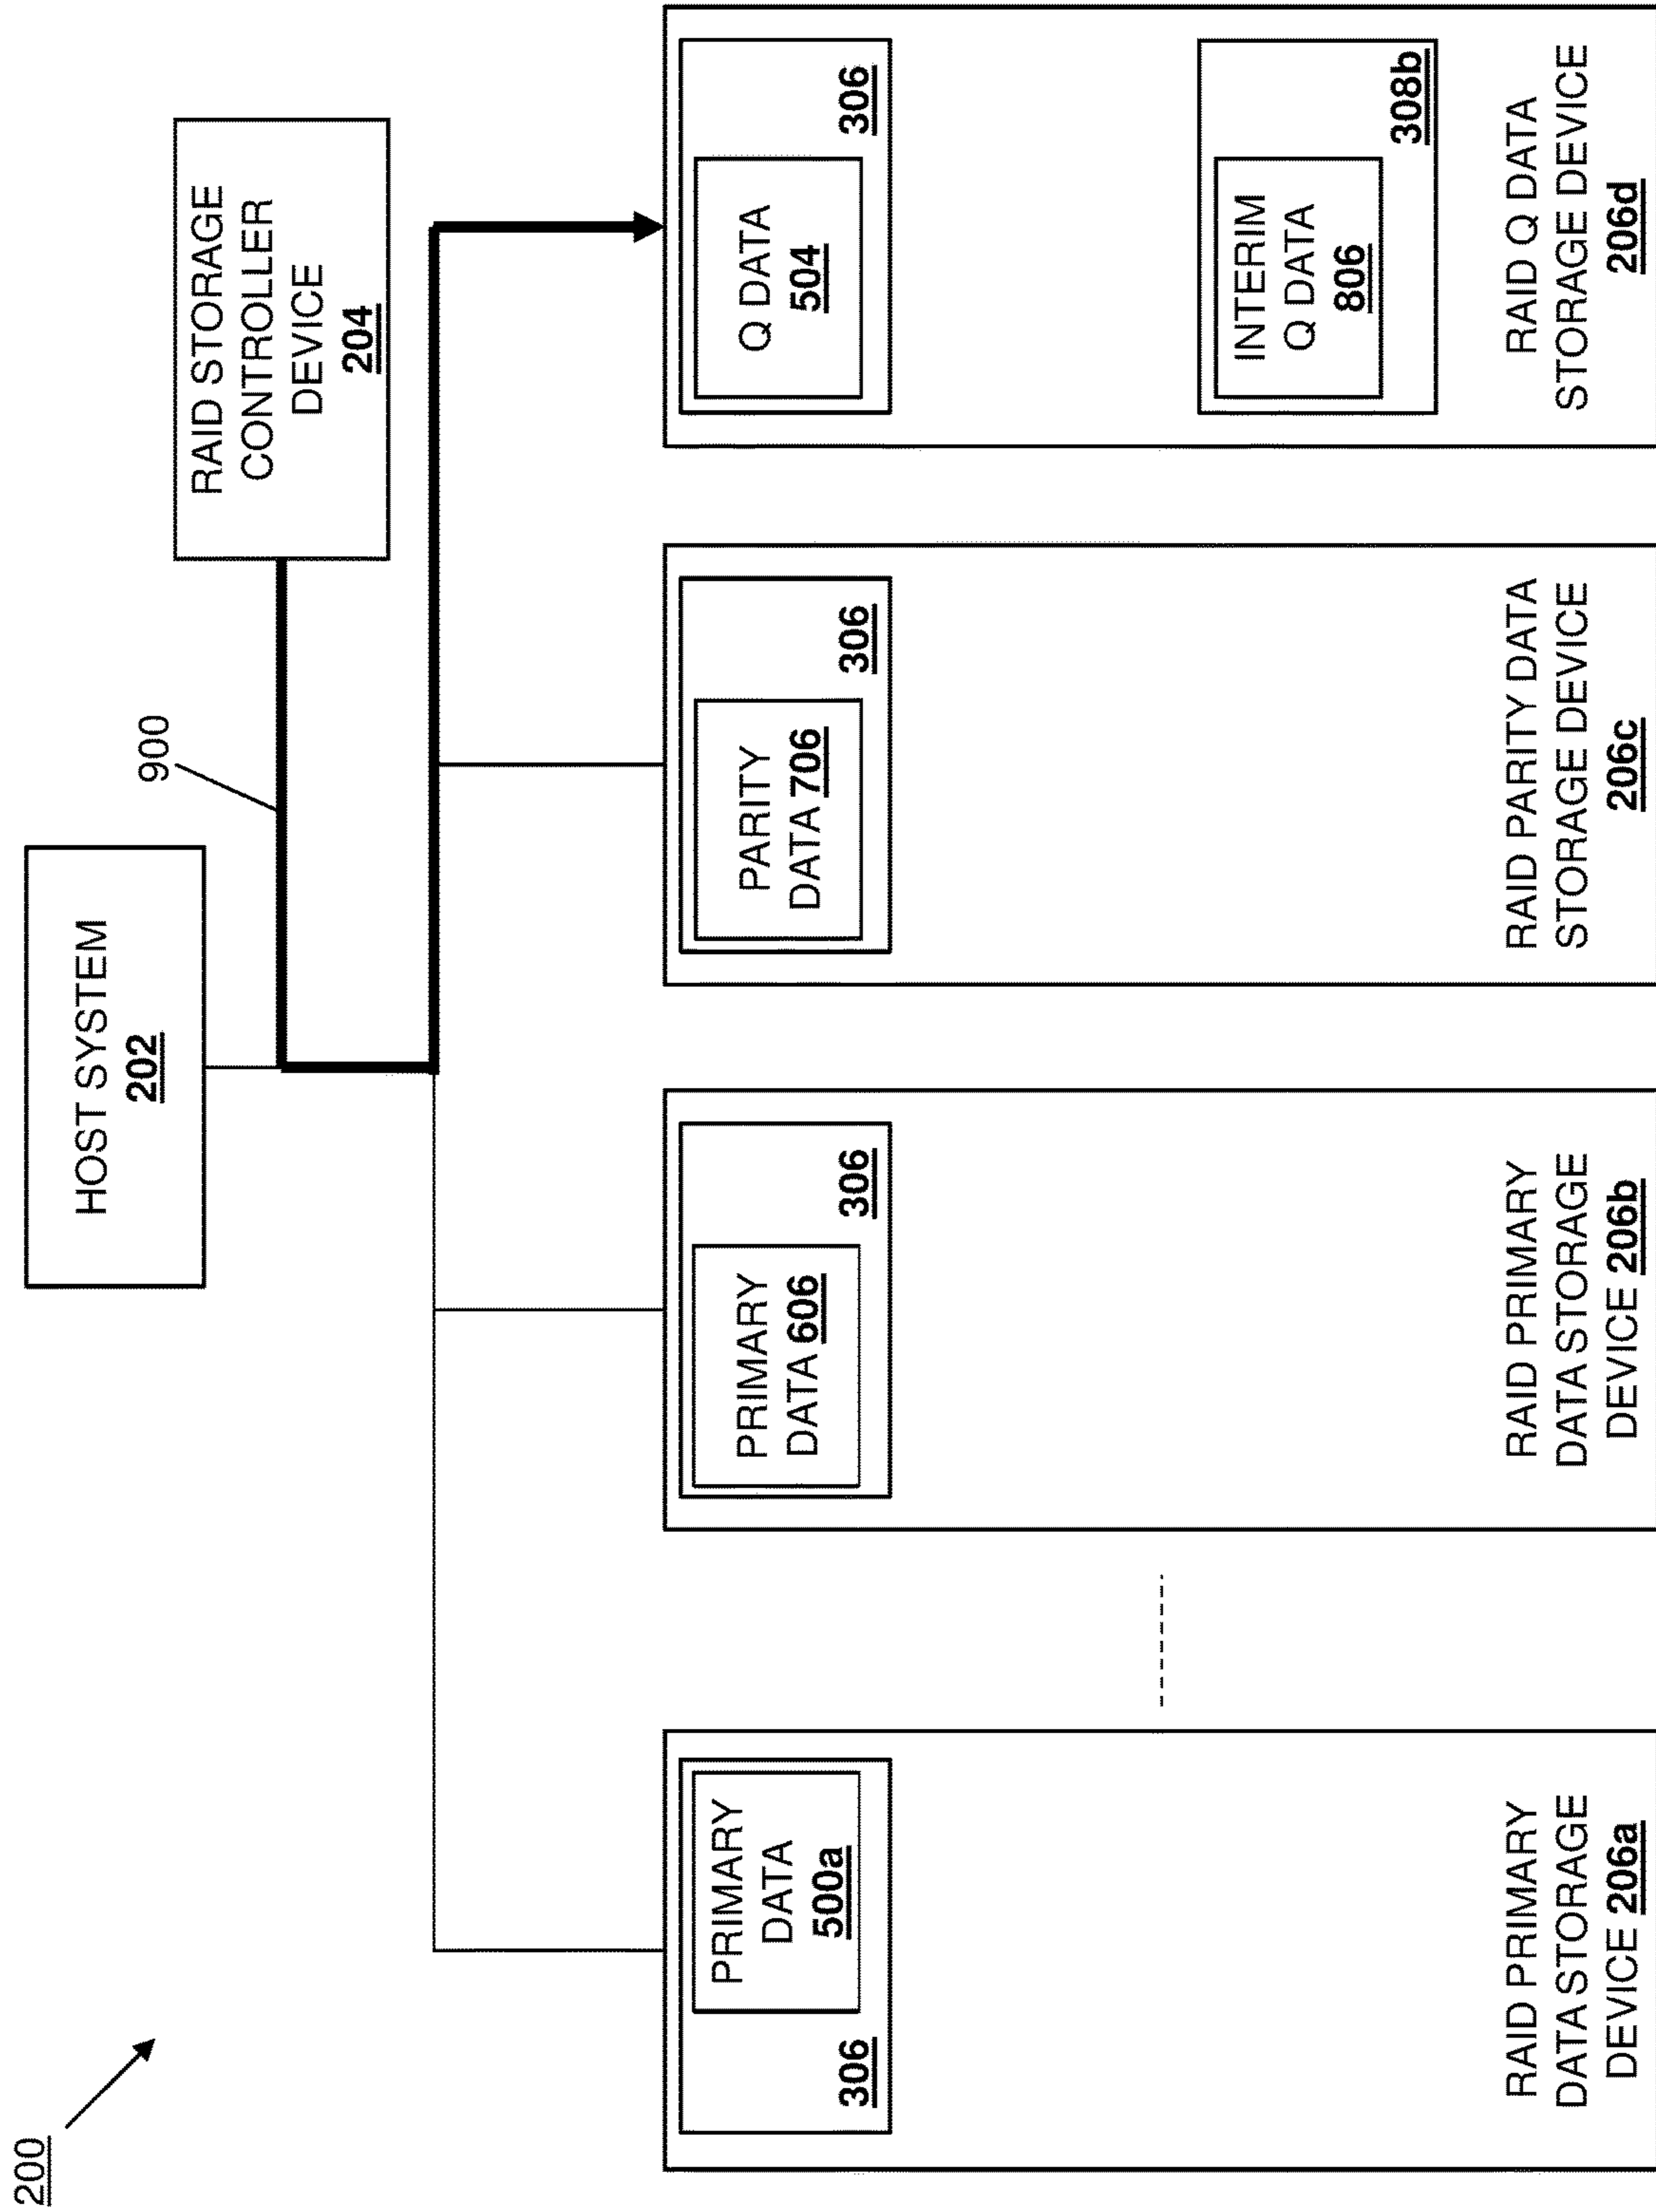 200
HOST SYSTEM
202
900
RAID STORAGE
CONTROLLER
DEVICE
204
PRIMARY
DATA
500a
306
RAID PRIMARY
DATA STORAGE
DEVICE 206a
PRIMARY
DATA 606
306
RAID PRIMARY
DATA STORAGE
DEVICE 206b
PARITY
DATA 706
306
RAID PARITY DATA
STORAGE DEVICE
206c
Q DATA
504
306
INTERIM
Q DATA
806
308b
RAID Q DATA
STORAGE DEVICE
206d